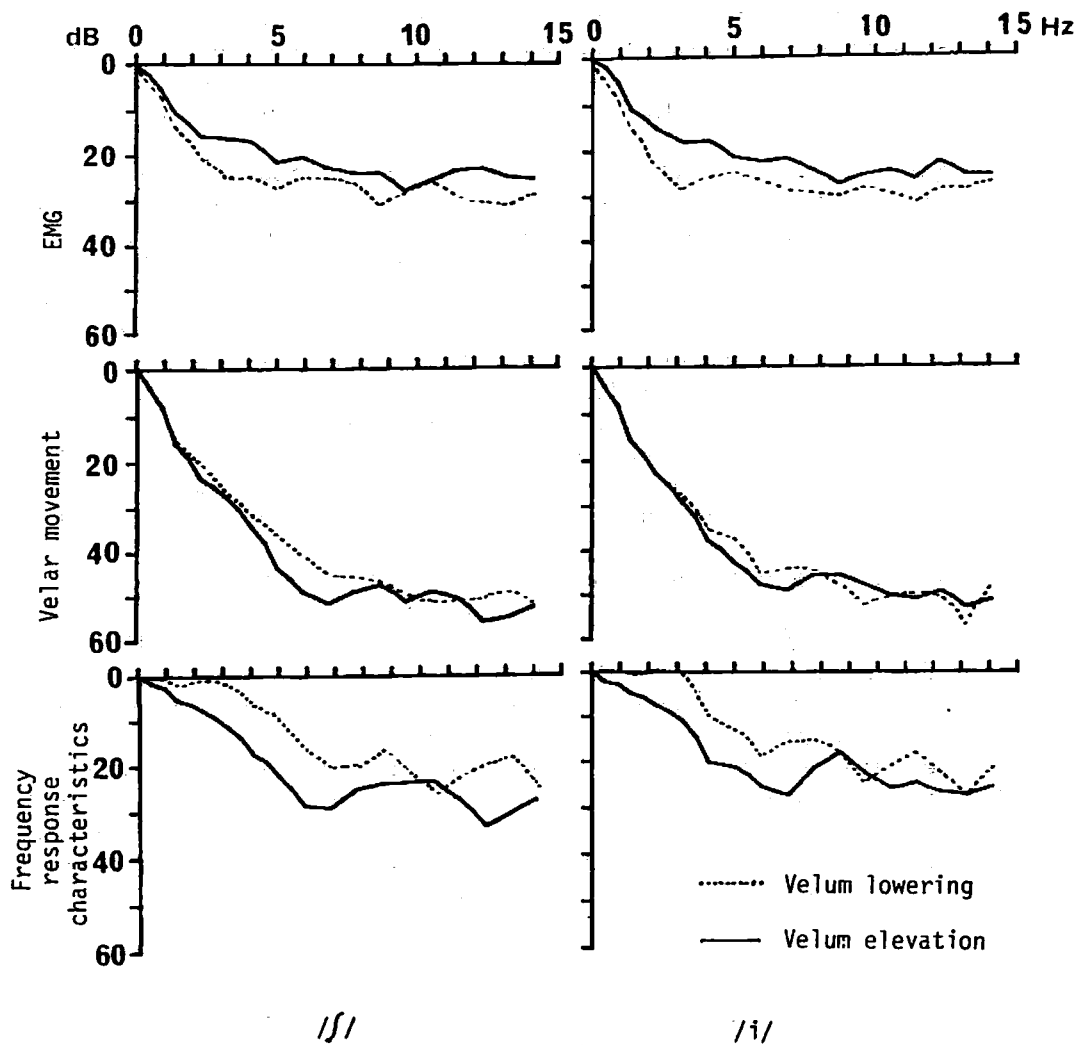 dB 0 5 10 15 0 5 10 15 Hz
0
20
40
60
EMG
0
20
40
60
Velar movement
0
20
40
60
Frequency
response
characteristics
Velum lowering
Velum elevation
/ʃ/ /i/